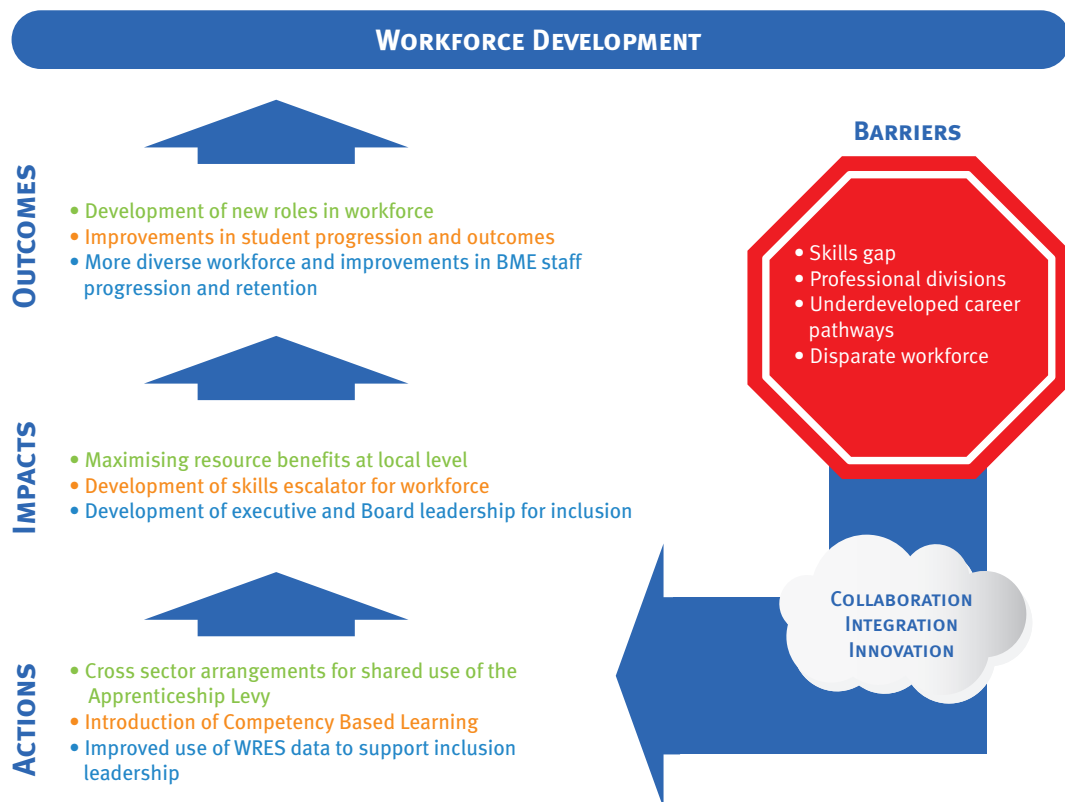 WORKFORCE DEVELOPMENT
OUTCOMES
• Development of new roles in workforce
• Improvements in student progression and outcomes
• More diverse workforce and improvements in BME staff
progression and retention
IMPACTS
• Maximising resource benefits at local level
• Development of skills escalator for workforce
• Development of executive and Board leadership for inclusion
ACTIONS
• Cross sector arrangements for shared use of the
Apprenticeship Levy
• Introduction of Competency Based Learning
• Improved use of WRES data to support inclusion
leadership
BARRIERS
• Skills gap
• Professional divisions
• Underdeveloped career
pathways
• Disparate workforce
COLLABORATION
INTEGRATION
INNOVATION